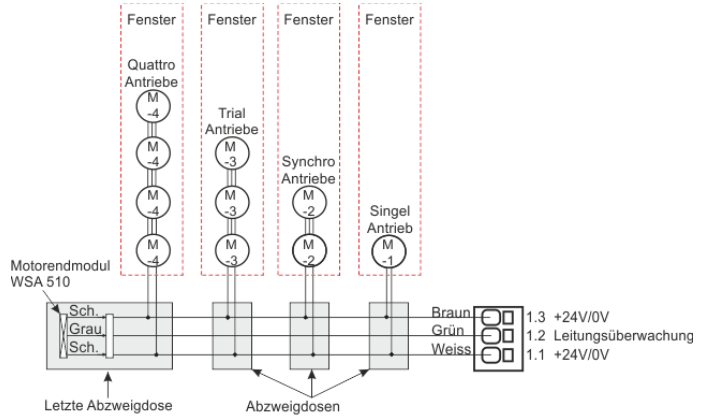 Fenster
Fenster
Fenster
Fenster
Quattro
Antriebe
M
-4
M
-4
M
-4
M
-4
Trial
Antriebe
M
-3
M
-3
M
-3
Synchro
Antriebe
M
-2
M
-2
Singel
Antrieb
M
-1
Motorendmodul
WSA 510
Sch.
Grau
Sch.
Braun
Grün
Weiss
1.3 +24V/0V
1.2 Leitungsüberwachung
1.1 +24V/0V
Letzte Abzweigdose
Abzweigdosen